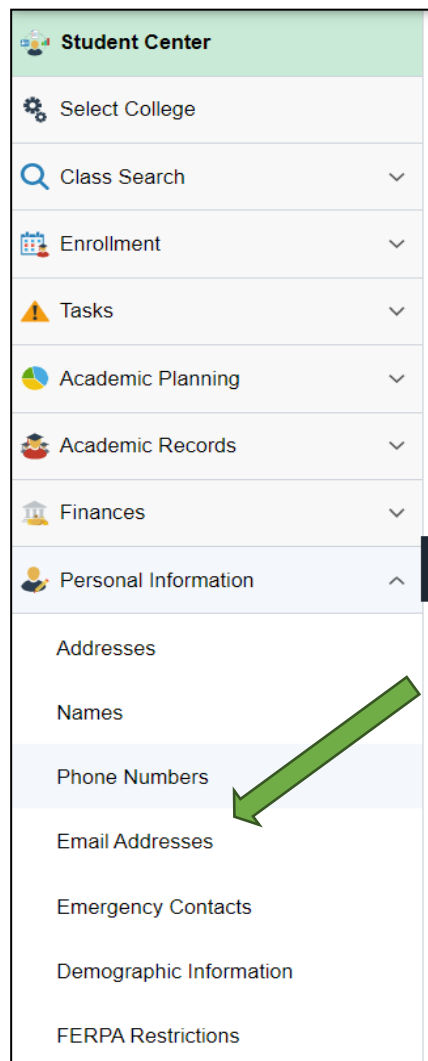 Student Center
Select College
Class Search
Enrollment
Tasks
Academic Planning
Academic Records
Finances
Personal Information
Addresses
Names
Phone Numbers
Email Addresses
Emergency Contacts
Demographic Information
FERPA Restrictions